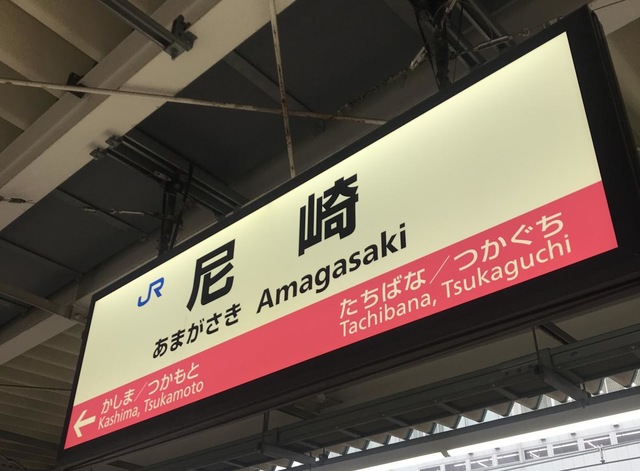 JR 尼崎
あまがさき Amagasaki
たちばな/つかぐち
Tachibana, Tsukaguchi
← かしま/つかもと
Kashima, Tsukamoto